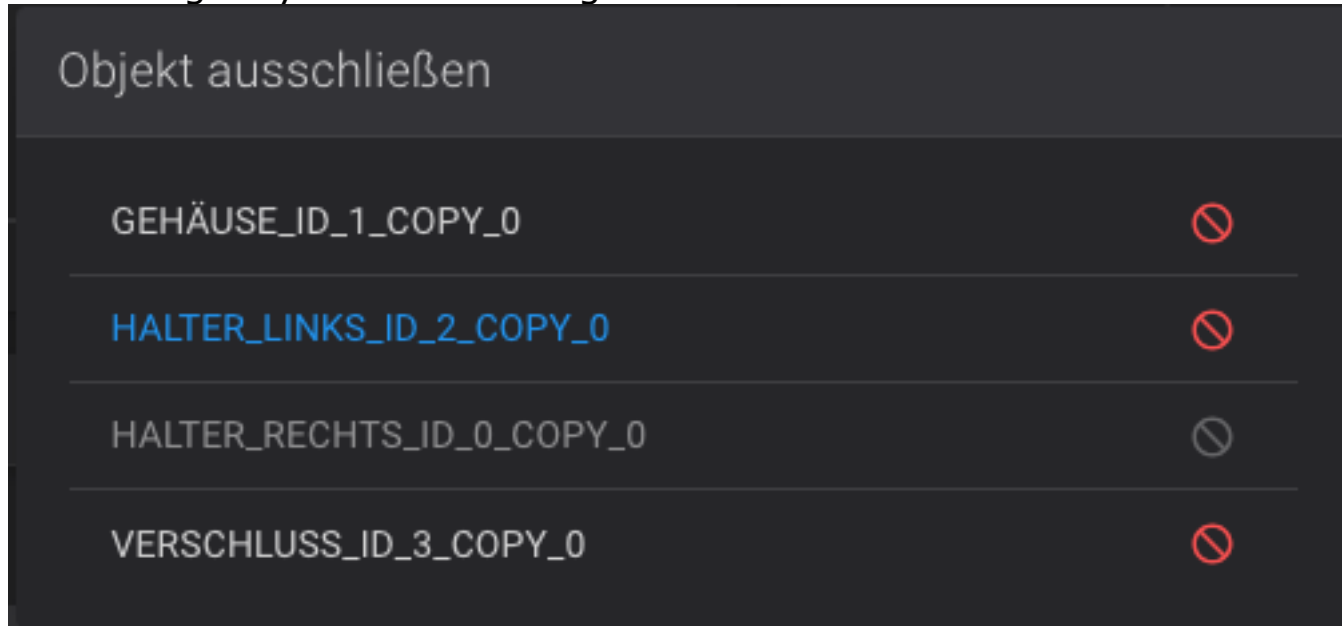 Objekt ausschließen
GEHÄUSE_ID_1_COPY_0
HALTER_LINKS_ID_2_COPY_0
HALTER_RECHTS_ID_0_COPY_0
VERSCHLUSS_ID_3_COPY_0